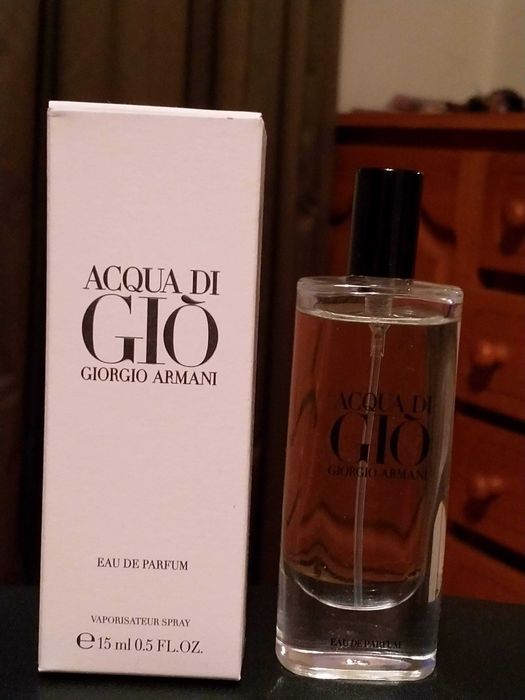 ACQUA DI
GIÒ
GIORGIO ARMANI
EAU DE PARFUM
VAPORISATEUR SPRAY
℮ 15 ml 0.5 FL.OZ.
ACQUA DI
GIÒ
GIORGIO ARMANI
EAU DE PARFUM